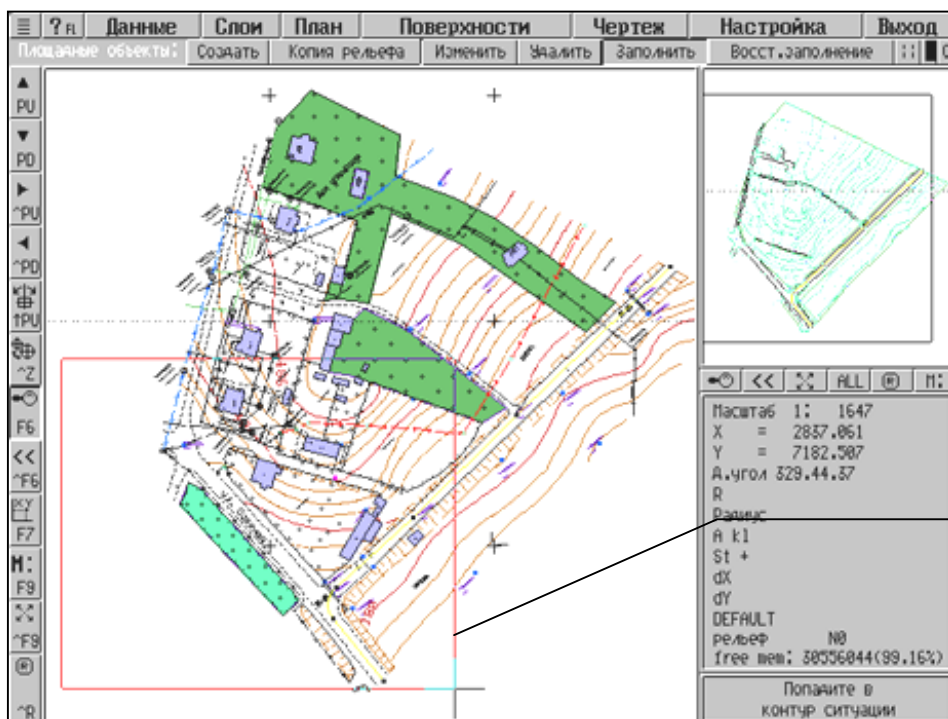 ≡ ? FL Данные Слои План Поверхности Чертеж Настройка Выход
Площадные объекты: Создать Копия рельефа Изменить Удалить Заполнить Восст.заполнение
PU
PD
^PU
^PD
↑PU
^Z
F6
<<
^F6
F7
M:
F9
^F9
®
^R
<< ALL ® M:
Масштаб 1: 1647
X = 2837.061
Y = 7182.507
А.угол 329.44.37
R
Радиус
A kl
St +
dX
dY
DEFAULT
рельеф N0
free mem: 30556044(99.16%)
Попадите в
контур ситуации